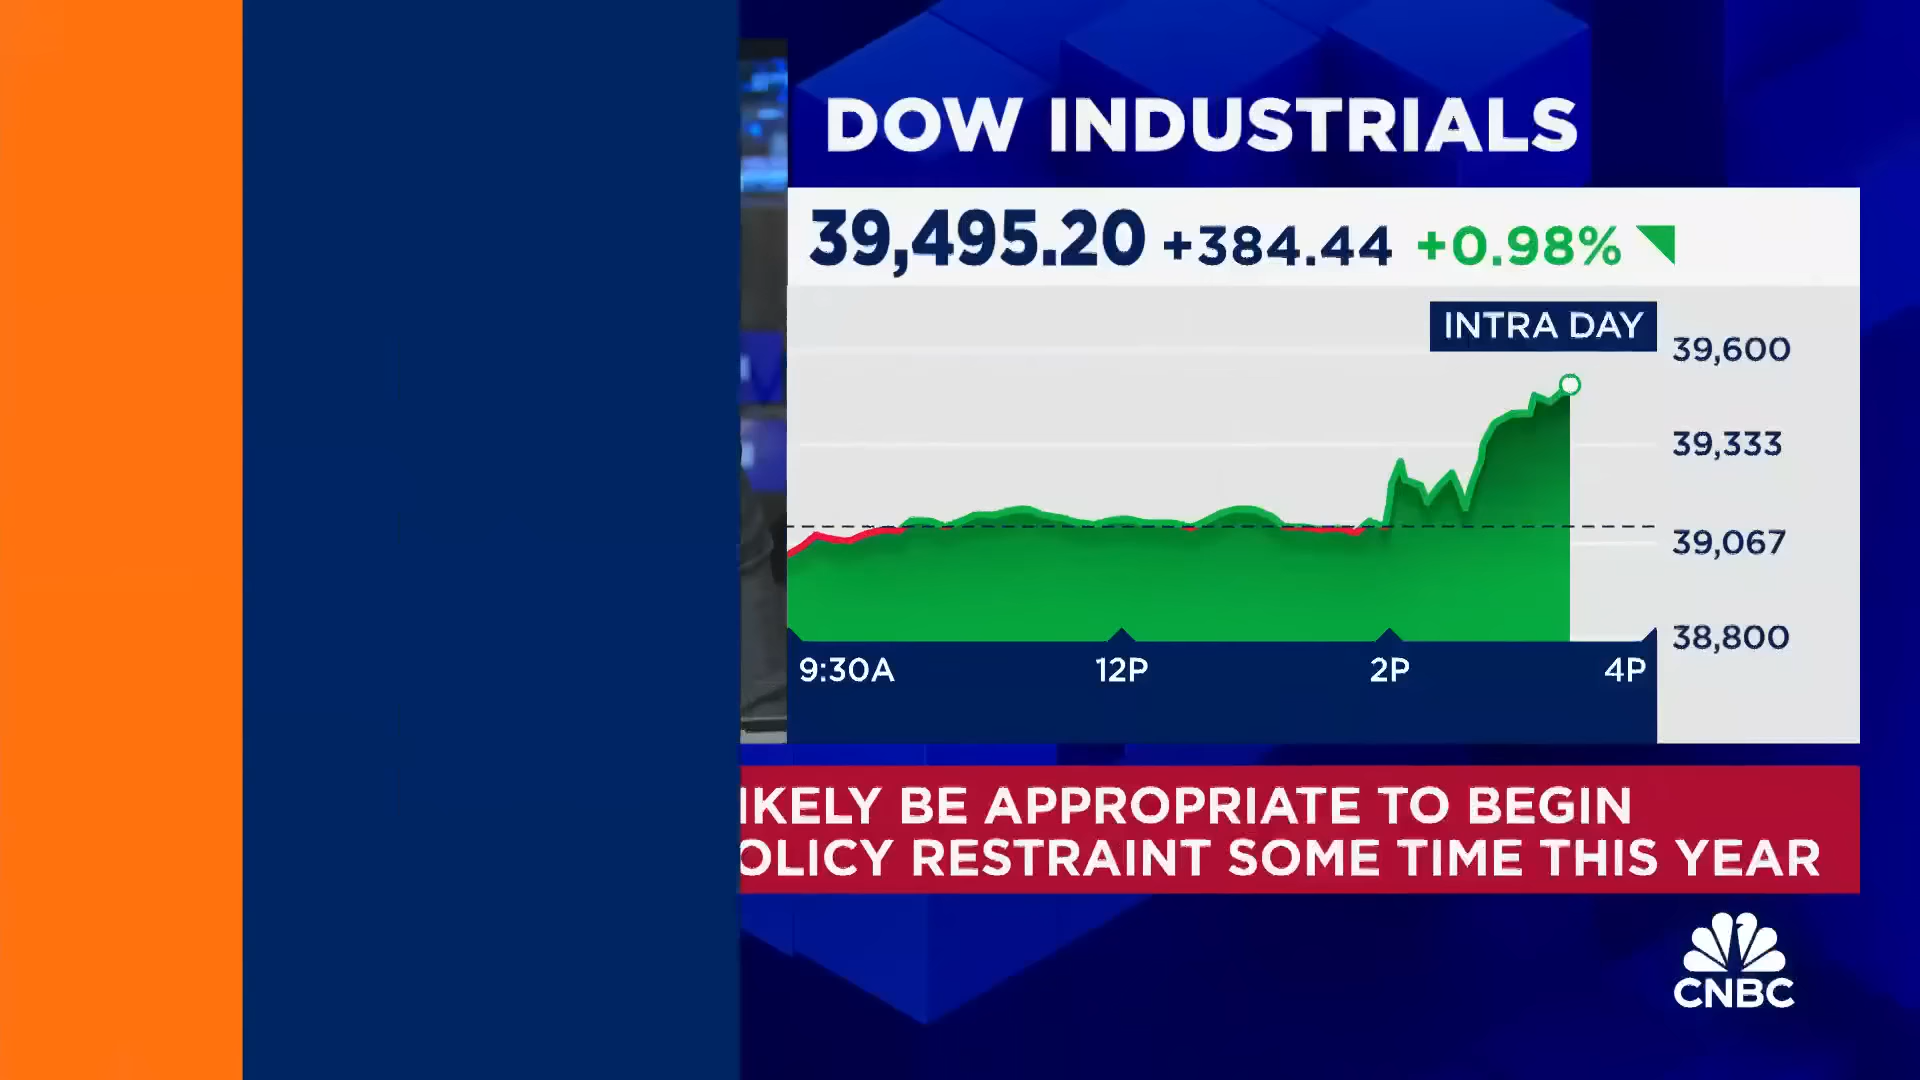 DOW INDUSTRIALS
39,495.20 +384.44 +0.98%
INTRA DAY
39,600
39,333
39,067
38,800
9:30A 12P 2P 4P
IKELY BE APPROPRIATE TO BEGIN
OLICY RESTRAINT SOME TIME THIS YEAR
CNBC